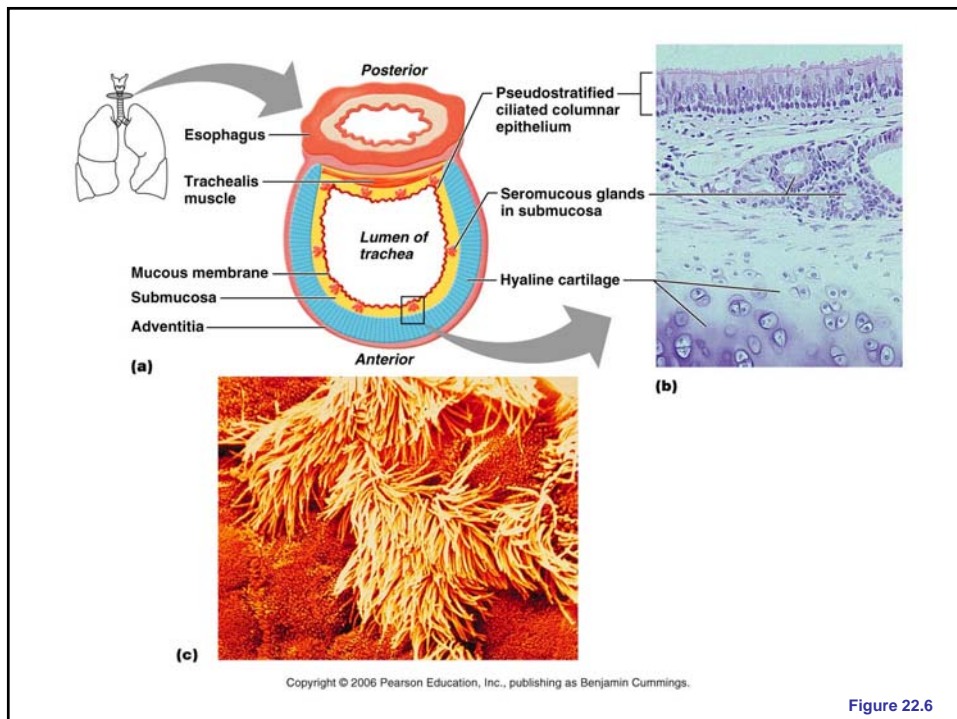 Posterior
Esophagus
Trachealis
muscle
Lumen of
trachea
Mucous membrane
Submucosa
Adventitia
Anterior
(a)
Pseudostratified
ciliated columnar
epithelium
Seromucous glands
in submucosa
Hyaline cartilage
(b)
(c)
Copyright © 2006 Pearson Education, Inc., publishing as Benjamin Cummings.
Figure 22.6